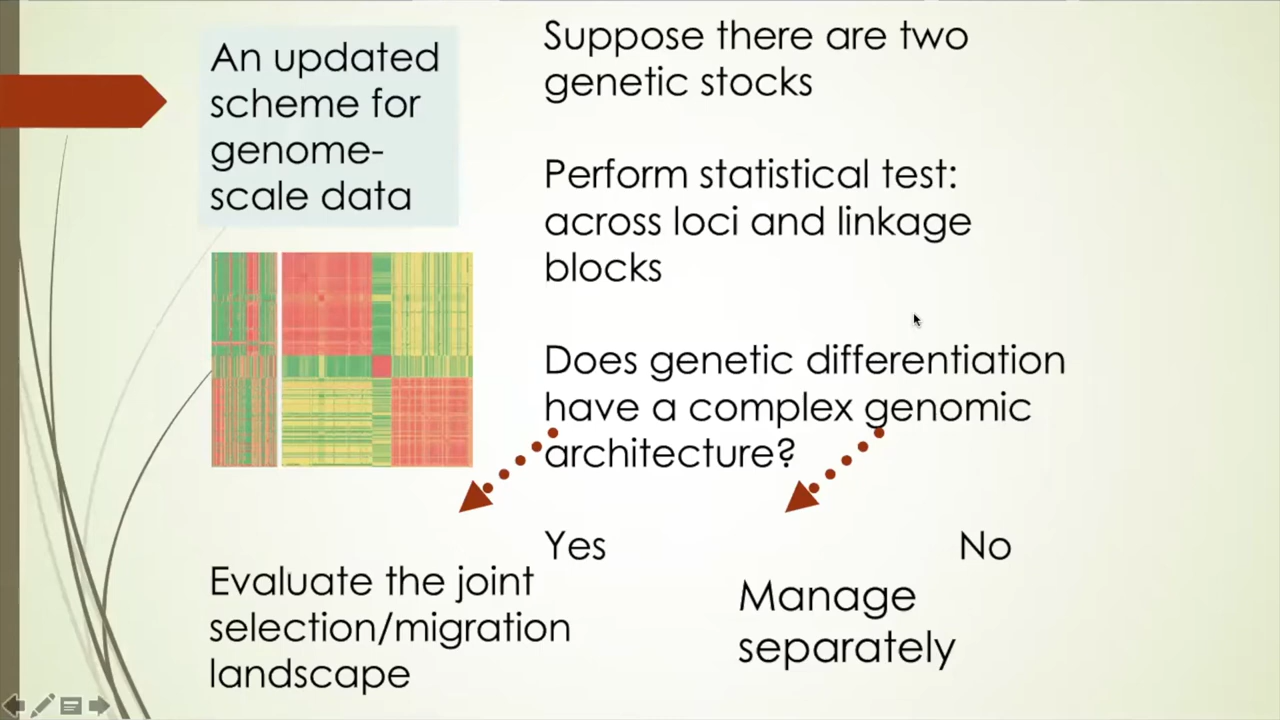 An updated
scheme for
genome-
scale data
Suppose there are two
genetic stocks
Perform statistical test:
across loci and linkage
blocks
Does genetic differentiation
have a complex genomic
architecture?
Yes
No
Evaluate the joint
selection/migration
landscape
Manage
separately